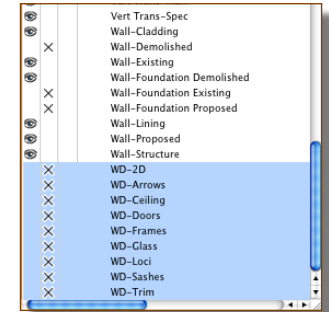 Vert Trans-Spec
Wall-Cladding
Wall-Demolished
Wall-Existing
Wall-Foundation Demolished
Wall-Foundation Existing
Wall-Foundation Proposed
Wall-Lining
Wall-Proposed
Wall-Structure
WD-2D
WD-Arrows
WD-Ceiling
WD-Doors
WD-Frames
WD-Glass
WD-Loci
WD-Sashes
WD-Trim